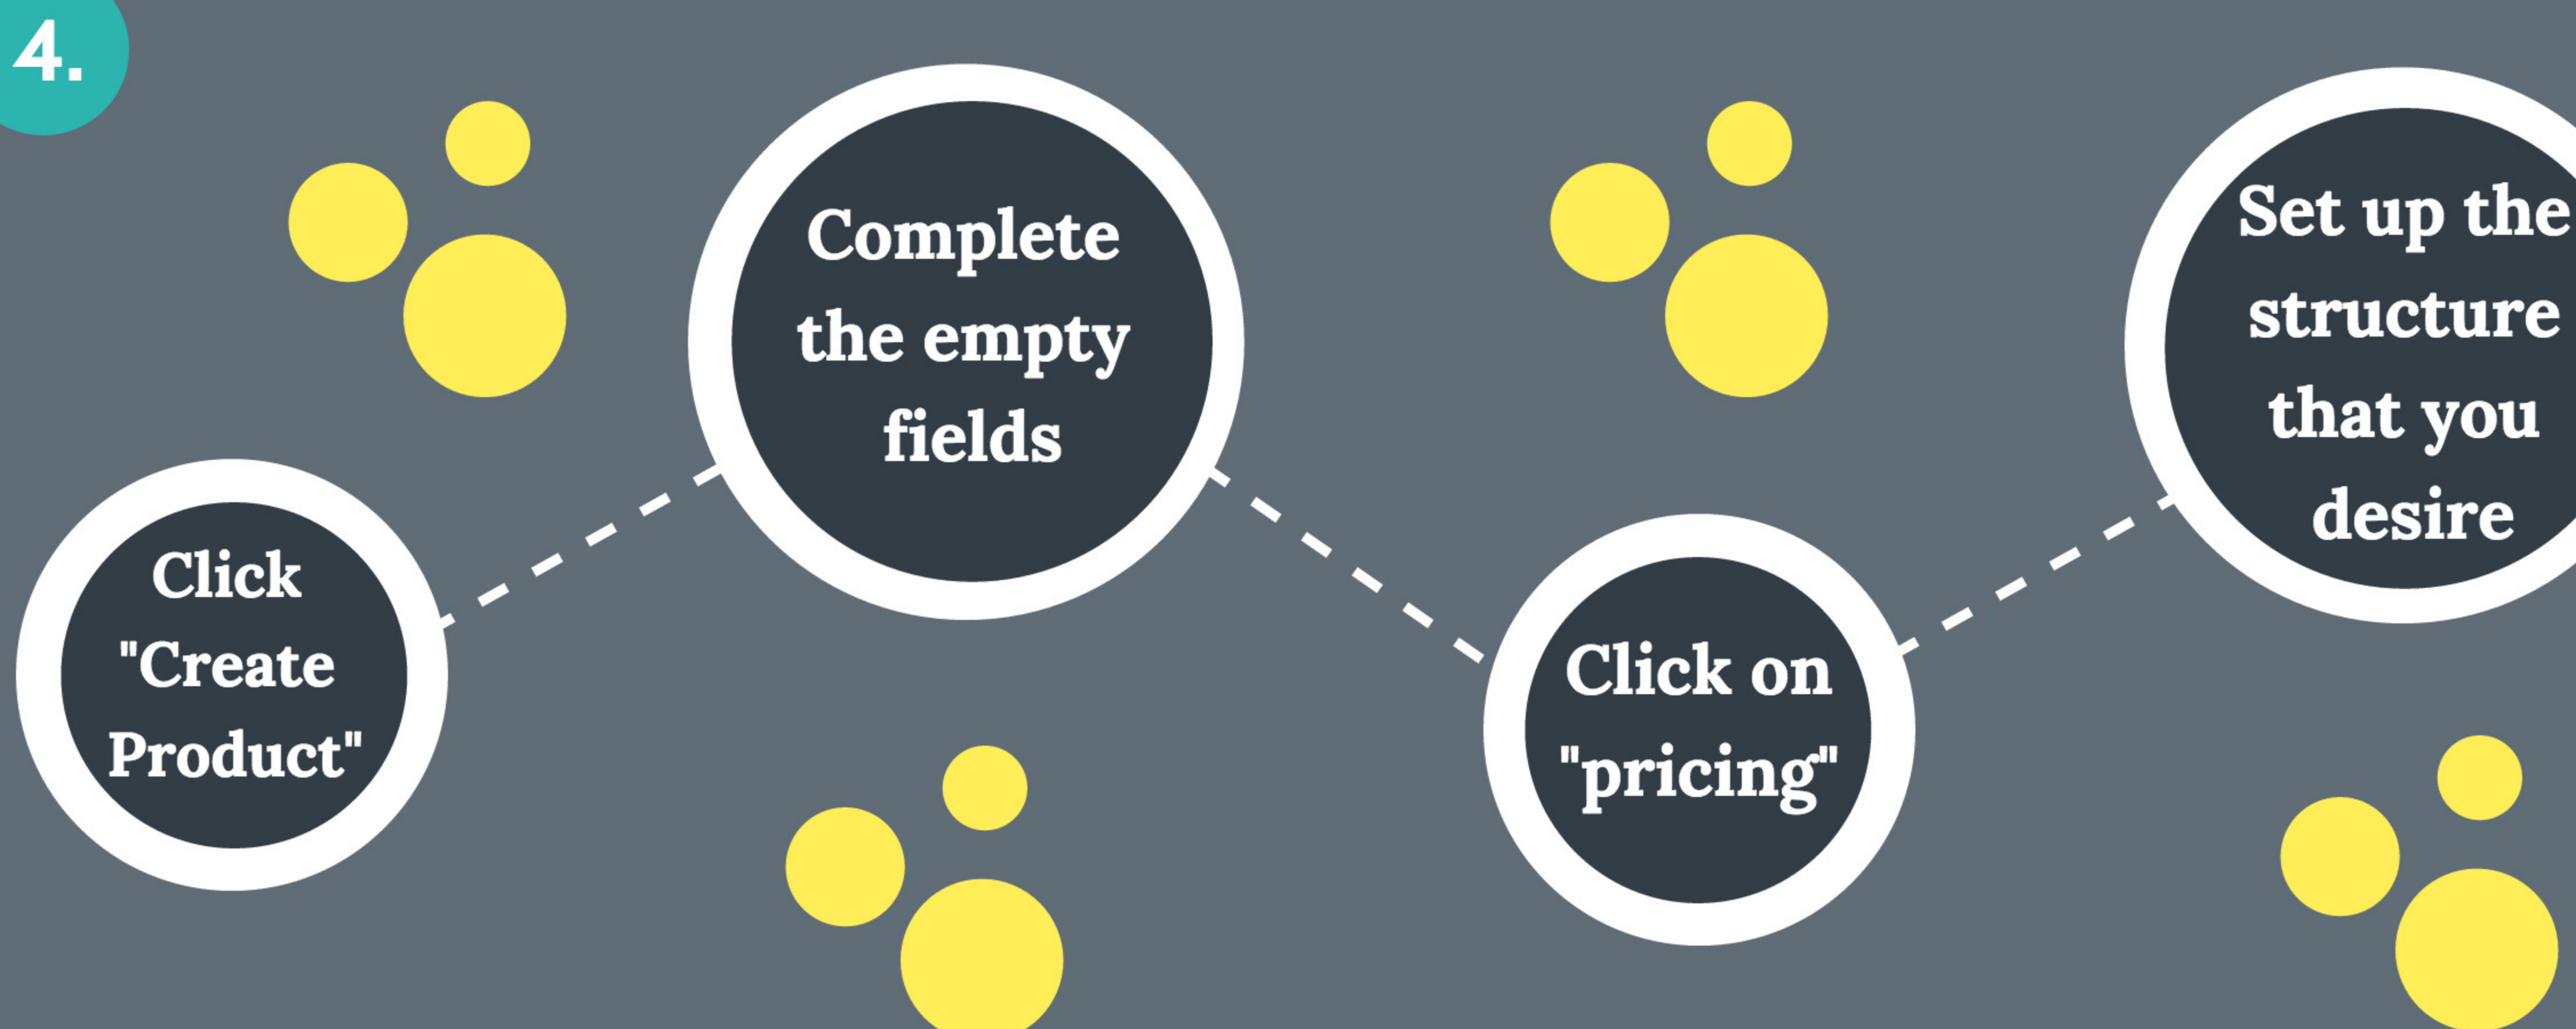 4.
Click
"Create
Product"
Complete
the empty
fields
Click on
"pricing"
Set up the
structure
that you
desire